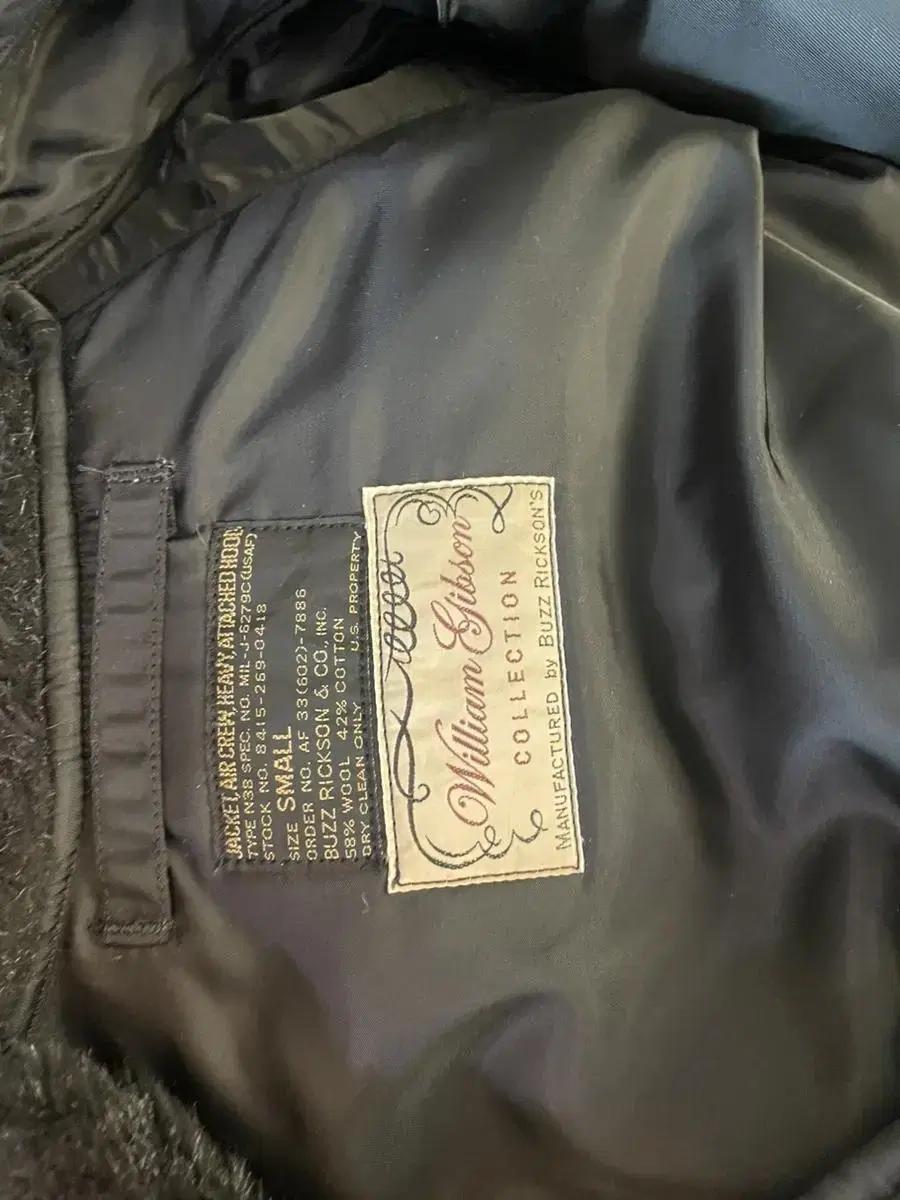 JACKET, AIR CREW, HEAVY, ATTACHED HOOD
TYPE N3B SPEC. NO. MIL-J-6279C(USAF)
STOCK NO. 8415-269-0418
SIZE SMALL
ORDER NO. AF 33(602)-7886
BUZZ RICKSON & CO., INC.
58% WOOL 42% COTTON
DRY CLEAN ONLY U.S. PROPERTY
William Gibson
COLLECTION
MANUFACTURED by BUZZ RICKSON'S